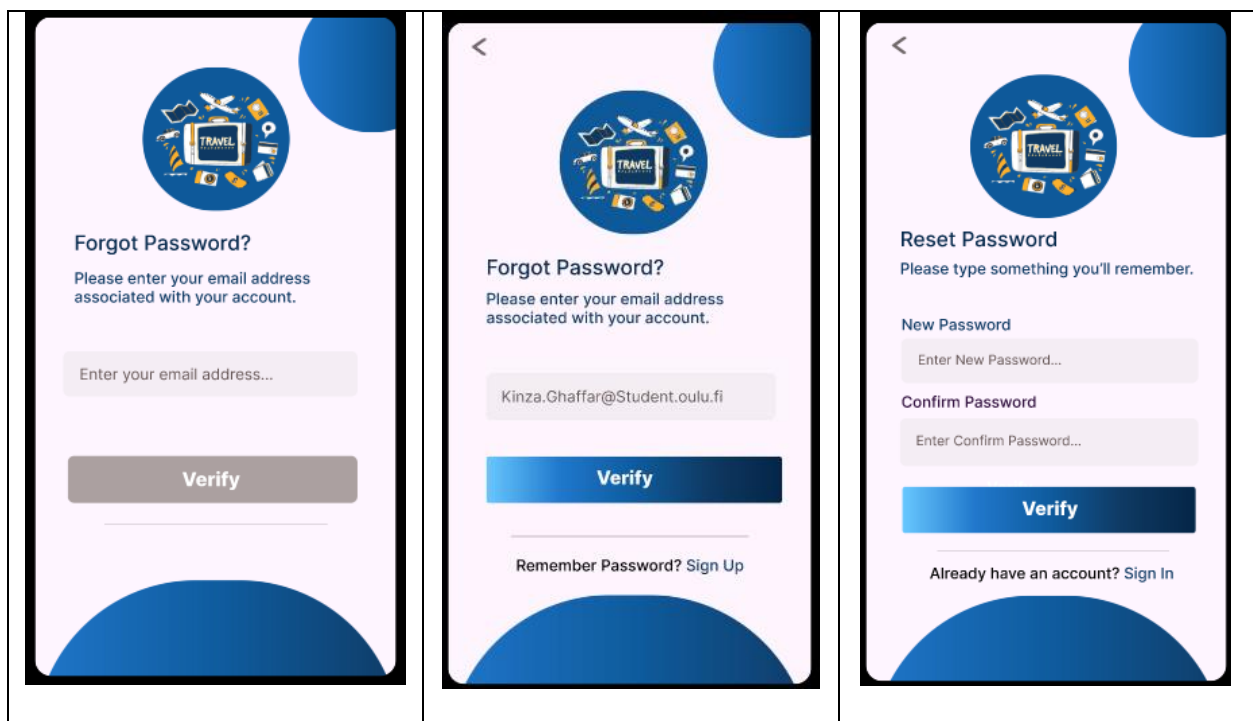 TRAVEL
Forgot Password?
Please enter your email address
associated with your account.
Enter your email address...
Verify
TRAVEL
Forgot Password?
Please enter your email address
associated with your account.
Kinza.Ghaffar@Student.oulu.fi
Verify
Remember Password? Sign Up
TRAVEL
Reset Password
Please type something you'll remember.
New Password
Enter New Password...
Confirm Password
Enter Confirm Password...
Verify
Already have an account? Sign In